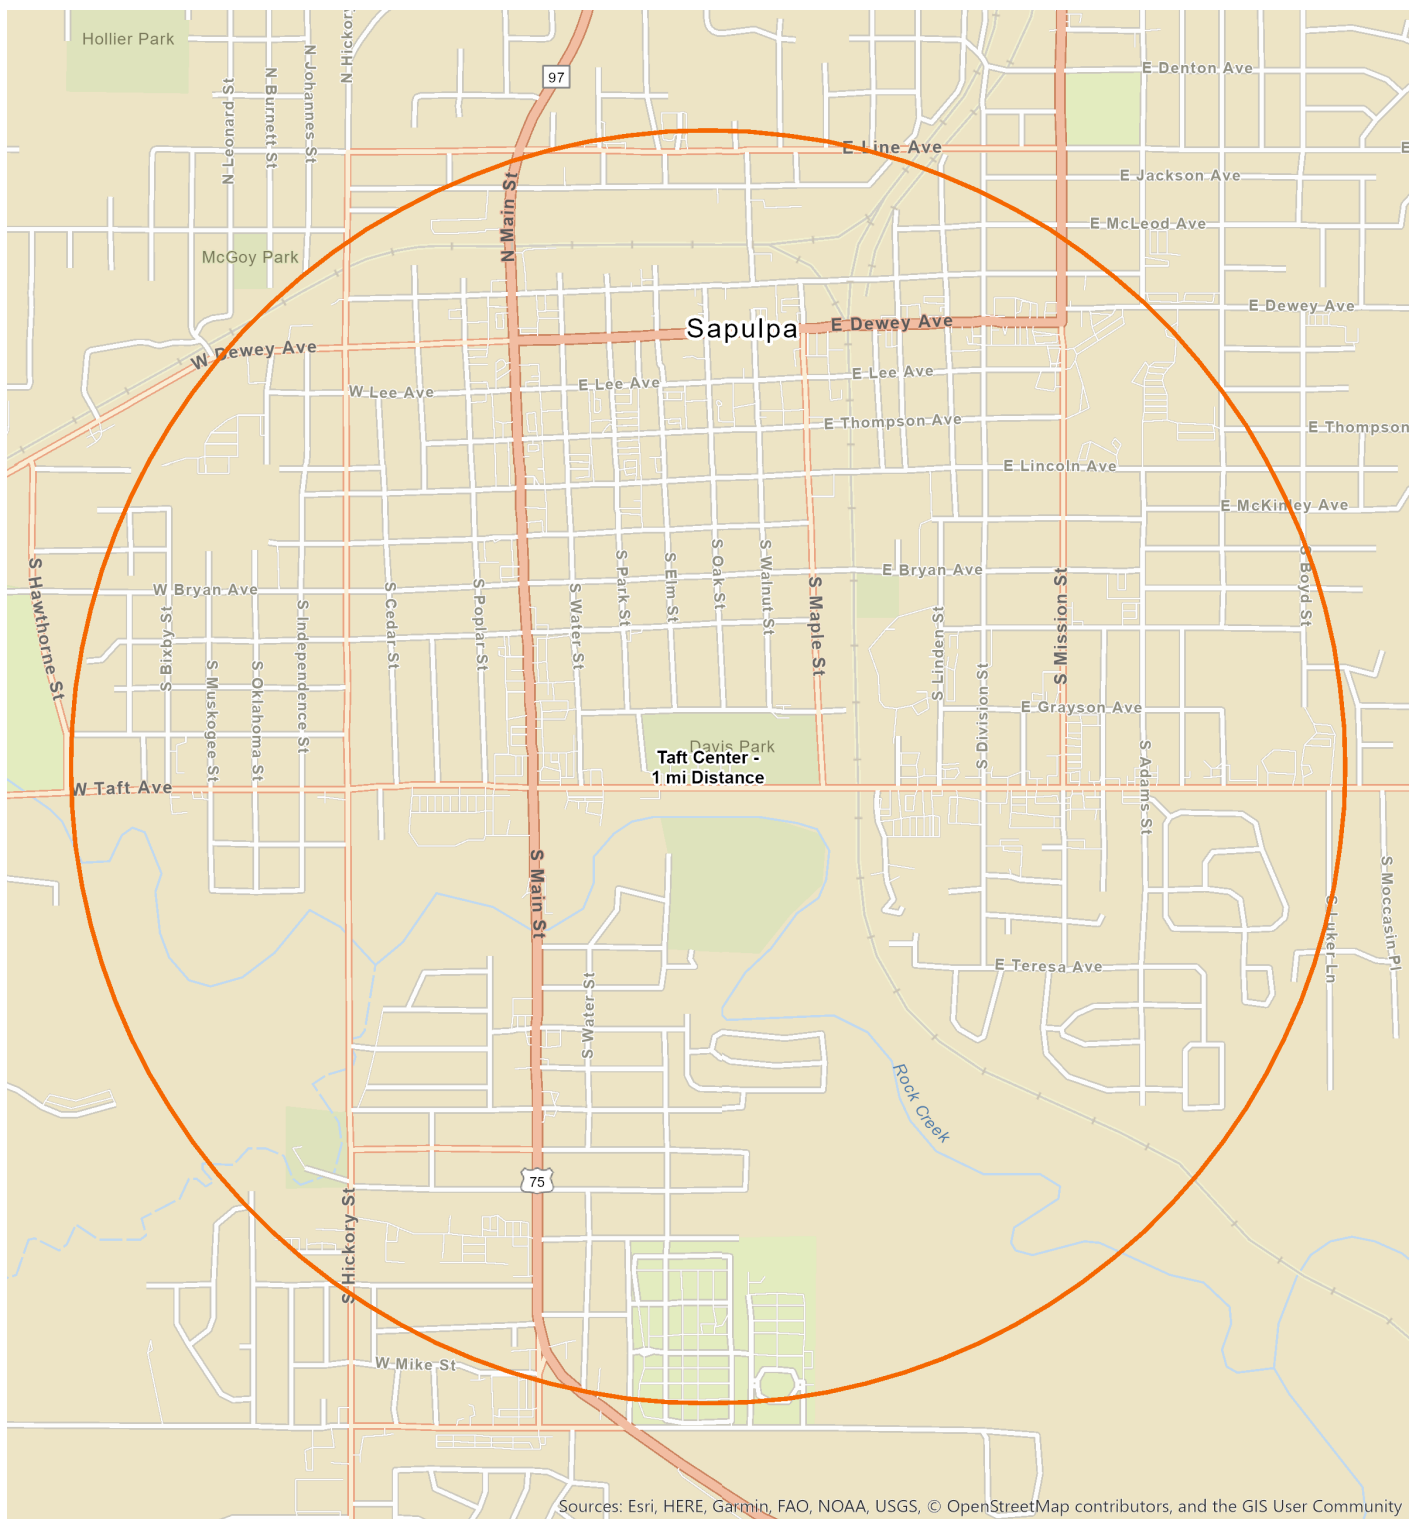 Hollier Park
N Hickory
97
E Denton Ave
N Leonard St
N Burnett St
N Johannes St
E Line Ave
E
E Jackson Ave
N Main St
E McLeod Ave
McGoy Park
E Dewey Ave
Sapulpa
E Dewey Ave
W Dewey Ave
W Lee Ave
E Lee Ave
E Lee Ave
E Thompson Ave
E Thompson
E Lincoln Ave
E McKinley Ave
S Hawthorne St
W Bryan Ave
E Bryan Ave
S Bixby St
S Muskogee St
S Oklahoma St
S Independence St
S Cedar St
S Poplar St
S Water St
S Park St
S Elm St
S Oak St
S Walnut St
S Maple St
S Linden St
S Division St
S Mission St
S Boyd St
E Grayson Ave
S Adams St
Davis Park
Taft Center -
1 mi Distance
W Taft Ave
S Main St
S Luker Ln
S Moccasin Pl
E Teresa Ave
S Water St
Rock Creek
75
S Hickory St
W Mike St
Sources: Esri, HERE, Garmin, FAO, NOAA, USGS, © OpenStreetMap contributors, and the GIS User Community